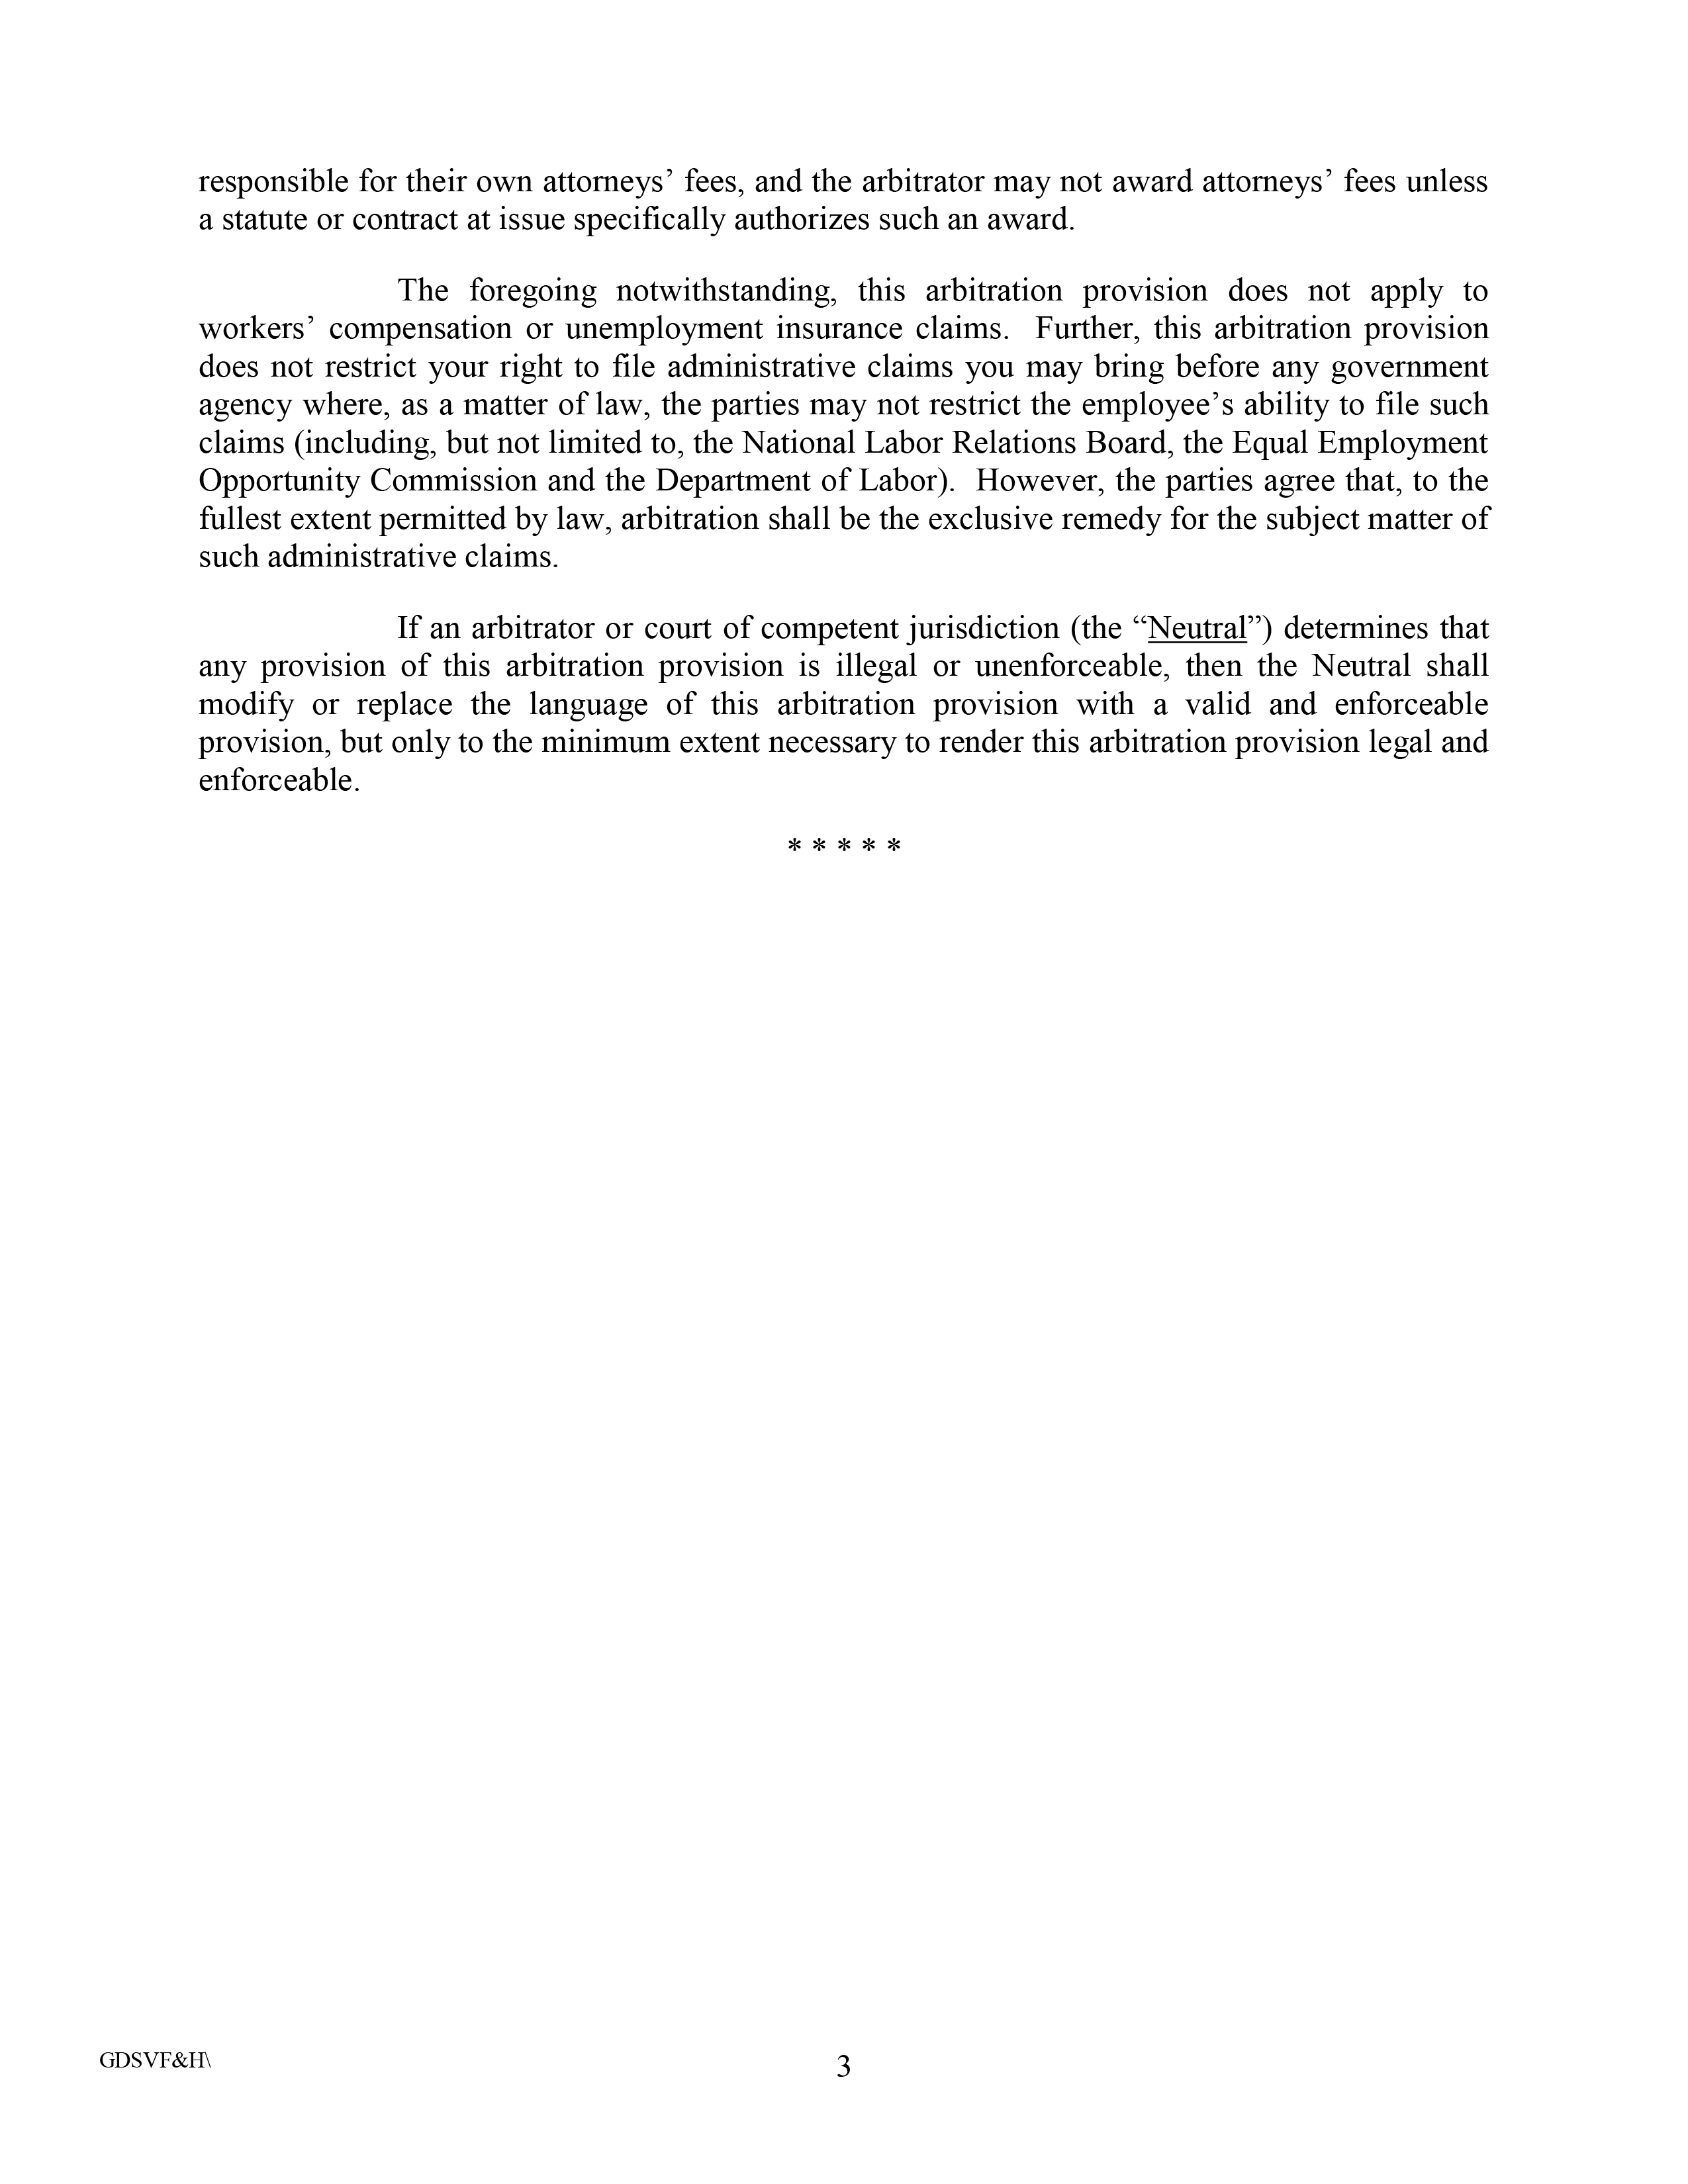 responsible for their own attorneys’ fees, and the arbitrator may not award attorneys’ fees unless
a statute or contract at issue specifically authorizes such an award.
The foregoing notwithstanding, this arbitration provision does not apply to
workers’ compensation or unemployment insurance claims. Further, this arbitration provision
does not restrict your right to file administrative claims you may bring before any government
agency where, as a matter of law, the parties may not restrict the employee’s ability to file such
claims (including, but not limited to, the National Labor Relations Board, the Equal Employment
Opportunity Commission and the Department of Labor). However, the parties agree that, to the
fullest extent permitted by law, arbitration shall be the exclusive remedy for the subject matter of
such administrative claims.
If an arbitrator or court of competent jurisdiction (the “Neutral”) determines that
any provision of this arbitration provision is illegal or unenforceable, then the Neutral shall
modify or replace the language of this arbitration provision with a valid and enforceable
provision, but only to the minimum extent necessary to render this arbitration provision legal and
enforceable.
* * * * *
GDSVF&H\
3